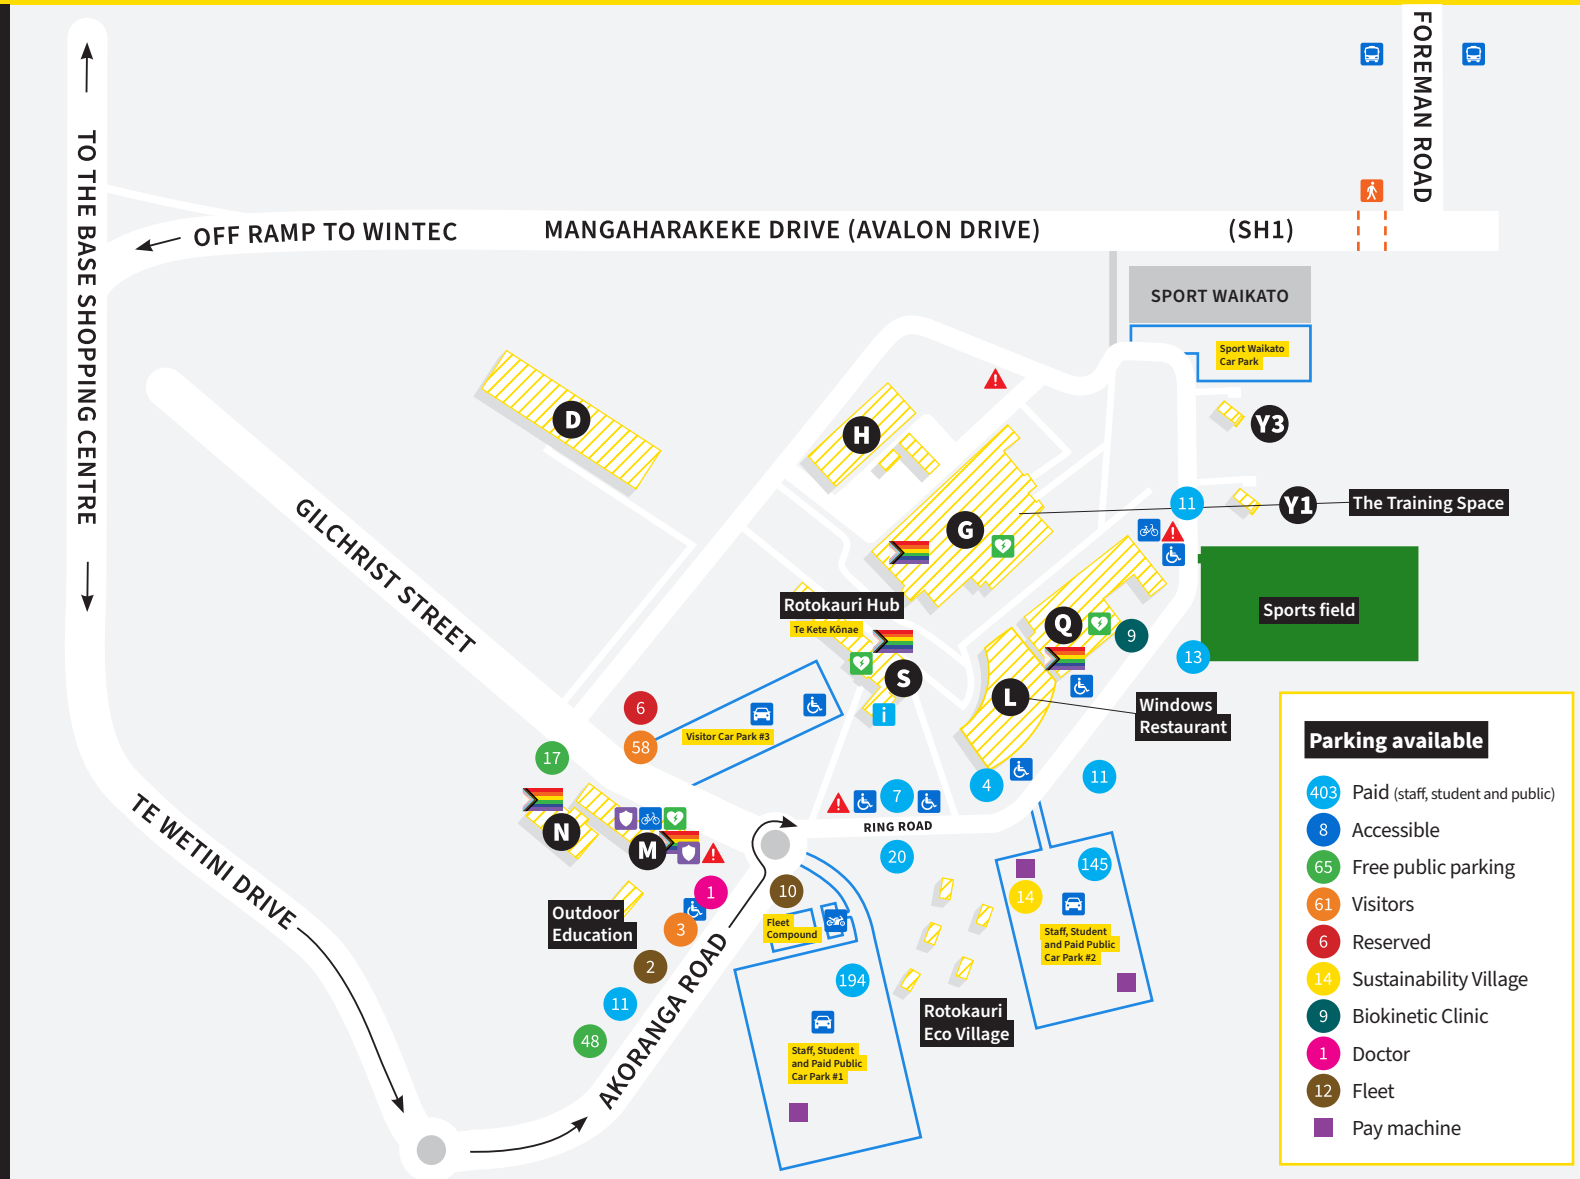 FOREMAN ROAD
TO THE BASE SHOPPING CENTRE
OFF RAMP TO WINTEC
MANGAHARAKEKE DRIVE (AVALON DRIVE)
(SH1)
SPORT WAIKATO
Sport Waikato
Car Park
D
H
Y3
GILCHRIST STREET
G
11
Y1
The Training Space
Rotokauri Hub
Te Kete Kōnae
Q
9
Sports field
13
S
i
L
Windows
Restaurant
6
58
Visitor Car Park #3
17
N
M
7
4
11
RING ROAD
20
TE WETINI DRIVE
Outdoor
Education
1
3
2
11
48
AKORANGA ROAD
10
Fleet
Compound
194
Staff, Student
and Paid Public
Car Park #1
145
14
Staff, Student
and Paid Public
Car Park #2
Rotokauri
Eco Village
Parking available
403 Paid (staff, student and public)
8 Accessible
65 Free public parking
61 Visitors
6 Reserved
14 Sustainability Village
9 Biokinetic Clinic
1 Doctor
12 Fleet
Pay machine